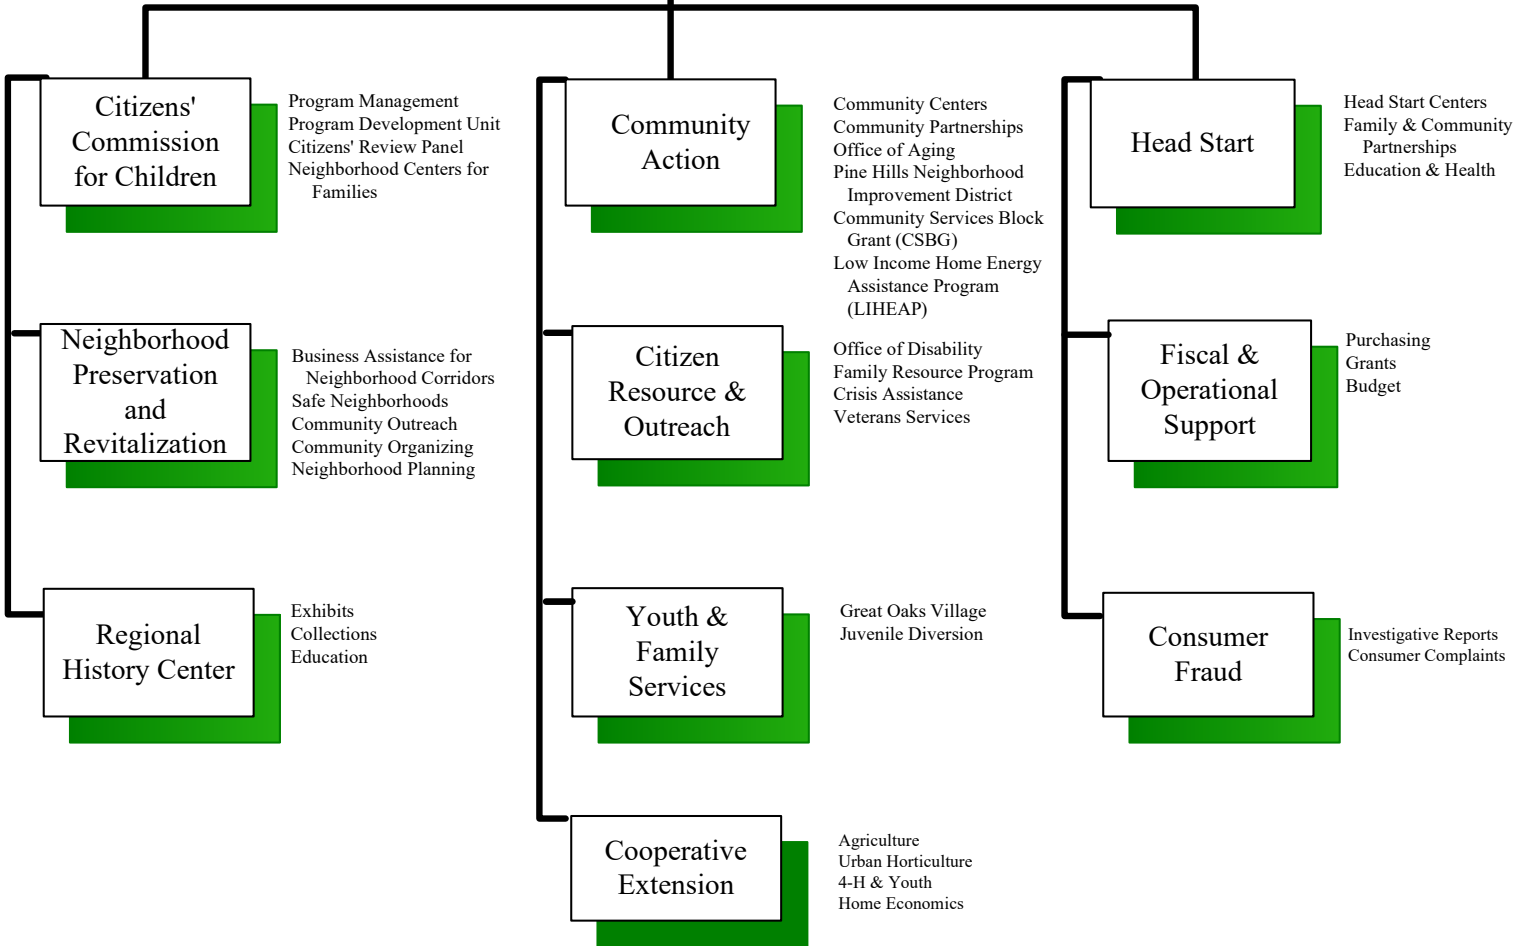 Citizens'
Commission
for Children
Program Management
Program Development Unit
Citizens' Review Panel
Neighborhood Centers for
Families
Community
Action
Community Centers
Community Partnerships
Office of Aging
Pine Hills Neighborhood
Improvement District
Community Services Block
Grant (CSBG)
Low Income Home Energy
Assistance Program
(LIHEAP)
Head Start
Head Start Centers
Family & Community
Partnerships
Education & Health
Neighborhood
Preservation
and
Revitalization
Business Assistance for
Neighborhood Corridors
Safe Neighborhoods
Community Outreach
Community Organizing
Neighborhood Planning
Citizen
Resource &
Outreach
Office of Disability
Family Resource Program
Crisis Assistance
Veterans Services
Fiscal &
Operational
Support
Purchasing
Grants
Budget
Regional
History Center
Exhibits
Collections
Education
Youth &
Family
Services
Great Oaks Village
Juvenile Diversion
Consumer
Fraud
Investigative Reports
Consumer Complaints
Cooperative
Extension
Agriculture
Urban Horticulture
4-H & Youth
Home Economics